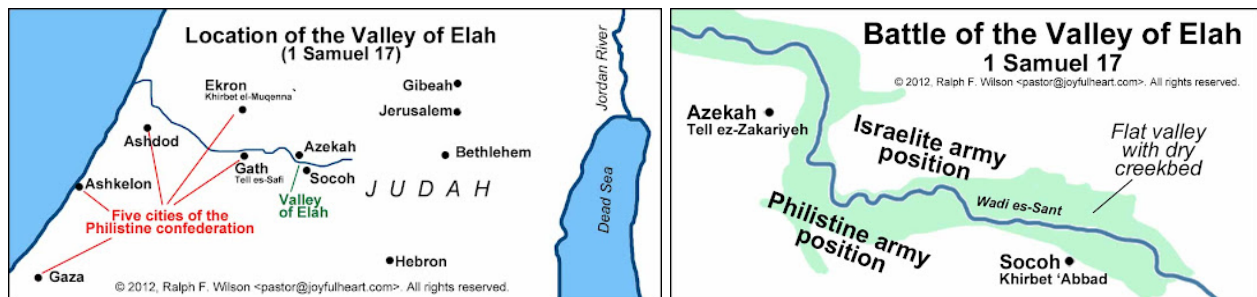 Location of the Valley of Elah
(1 Samuel 17)
Jordan River
Ekron
Khirbet el-Muqenna
Gibeah
Jerusalem
Ashdod
Azekah
Bethlehem
Gath
Tell es-Safi
Socoh
JUDAH
Ashkelon
Valley
of Elah
Five cities of the
Philistine confederation
Dead Sea
Hebron
Gaza
© 2012, Ralph F. Wilson <pastor@joyfulheart.com>. All rights reserved.
Battle of the Valley of Elah
1 Samuel 17
© 2012, Ralph F. Wilson <pastor@joyfulheart.com>. All rights reserved.
Azekah
Tell ez-Zakariyeh
Israelite army
position
Flat valley
with dry
creekbed
Wadi es-Sant
Philistine army
position
Socoh
Khirbet ‘Abbad